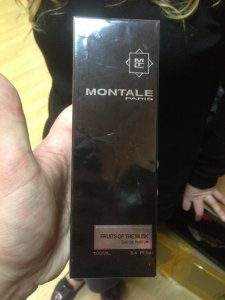 MONTALE
PARIS
FRUITS OF THE MUSK
EAU DE PARFUM
100ML 3.4 Fl.oz